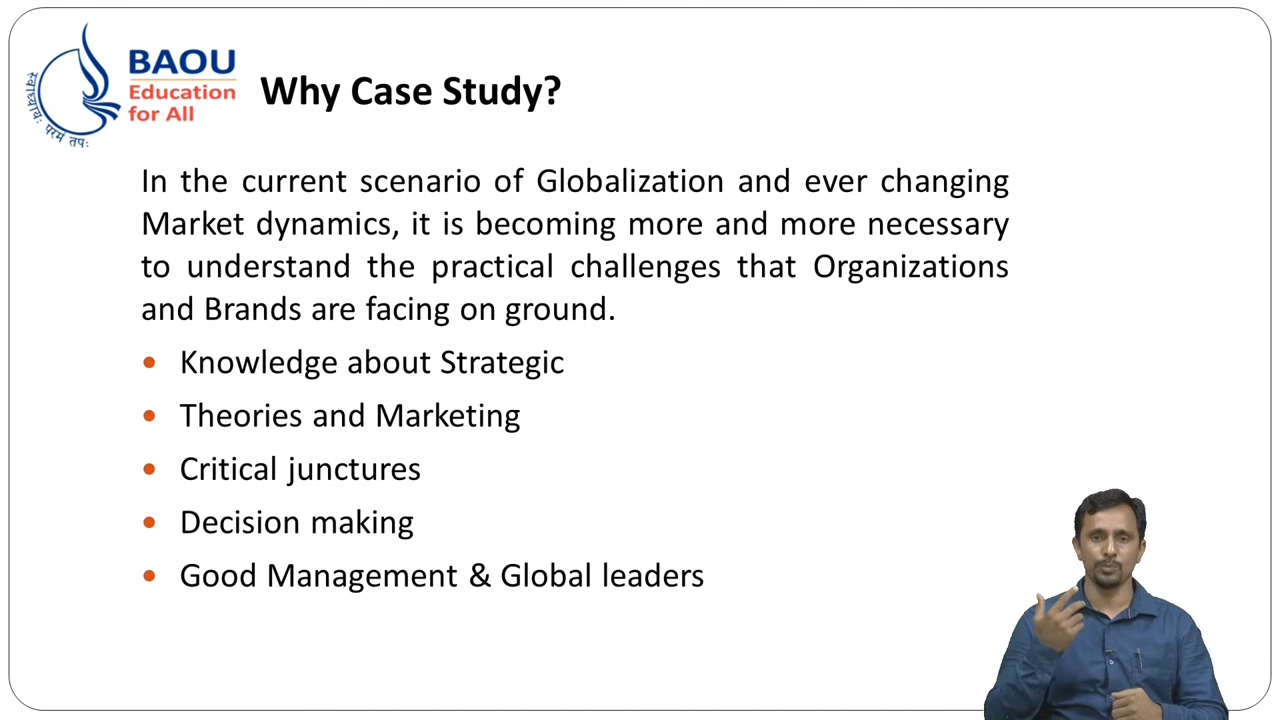 BAOU
Education
for All
स्वाध्यायः परमं तपः
Why Case Study?
In the current scenario of Globalization and ever changing
Market dynamics, it is becoming more and more necessary
to understand the practical challenges that Organizations
and Brands are facing on ground.
• Knowledge about Strategic
• Theories and Marketing
• Critical junctures
• Decision making
• Good Management & Global leaders